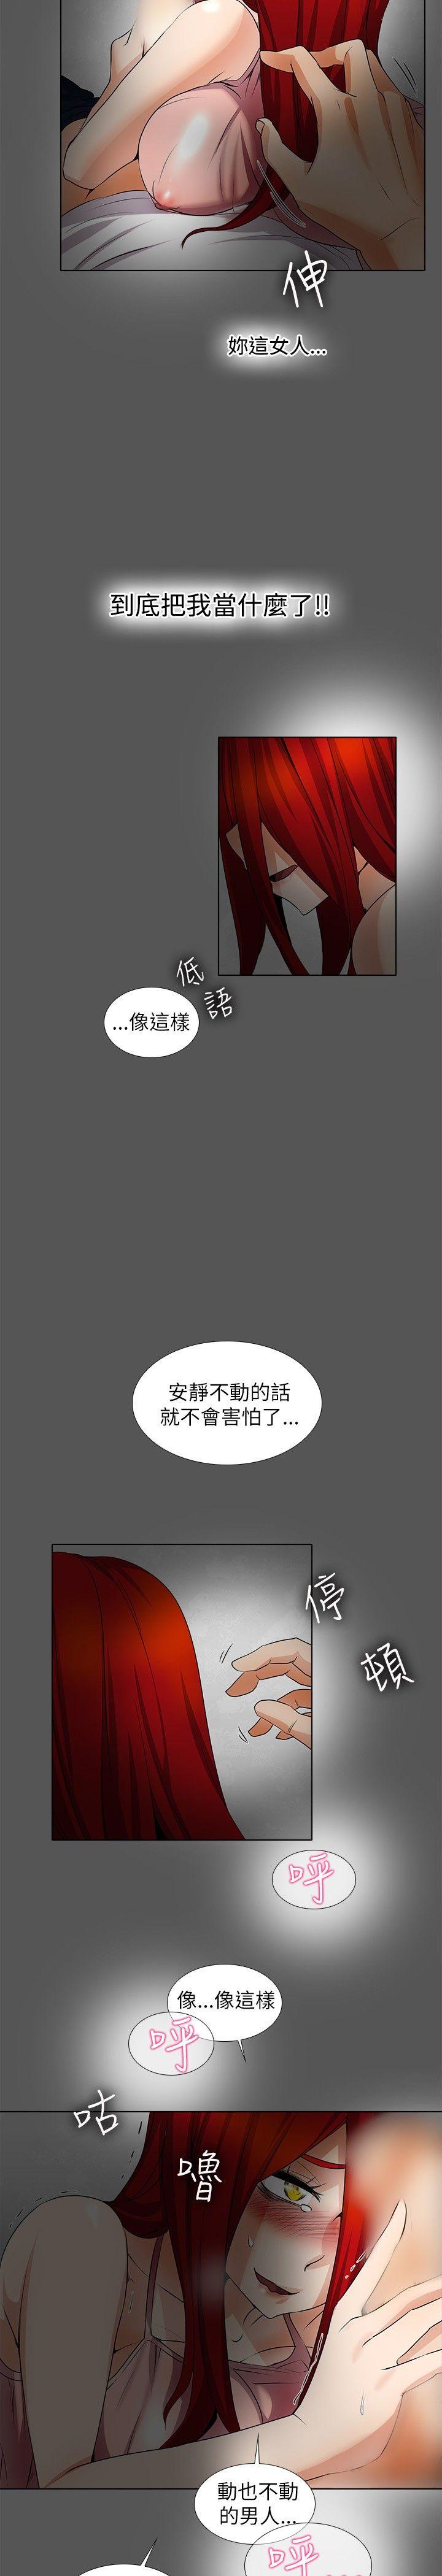 伸
妳這女人...
到底把我當什麼了!!
低語
...像這樣
安靜不動的話
就不會害怕了...
停頓
呼
像...像這樣
呼
咕嚕
動也不動
的男人...
呼...